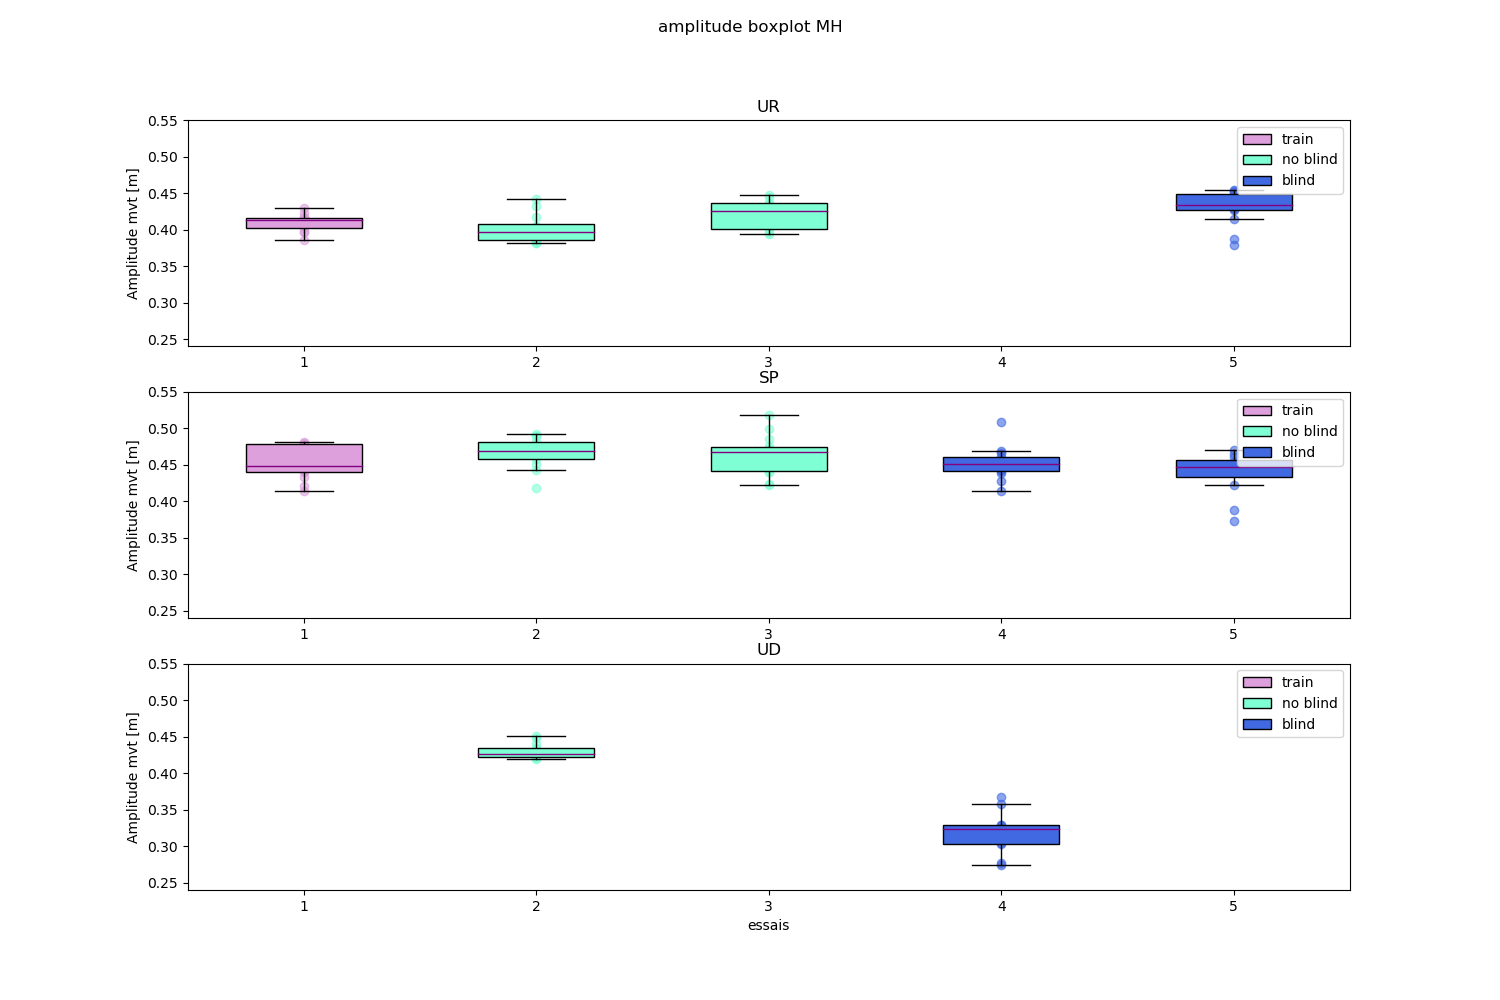 amplitude boxplot MH
UR
Amplitude mvt [m]
0.55
0.50
0.45
0.40
0.35
0.30
0.25
train
no blind
blind
1 2 3 4 5
SP
Amplitude mvt [m]
0.55
0.50
0.45
0.40
0.35
0.30
0.25
train
no blind
blind
1 2 3 4 5
UD
Amplitude mvt [m]
0.55
0.50
0.45
0.40
0.35
0.30
0.25
train
no blind
blind
1 2 3 4 5
essais